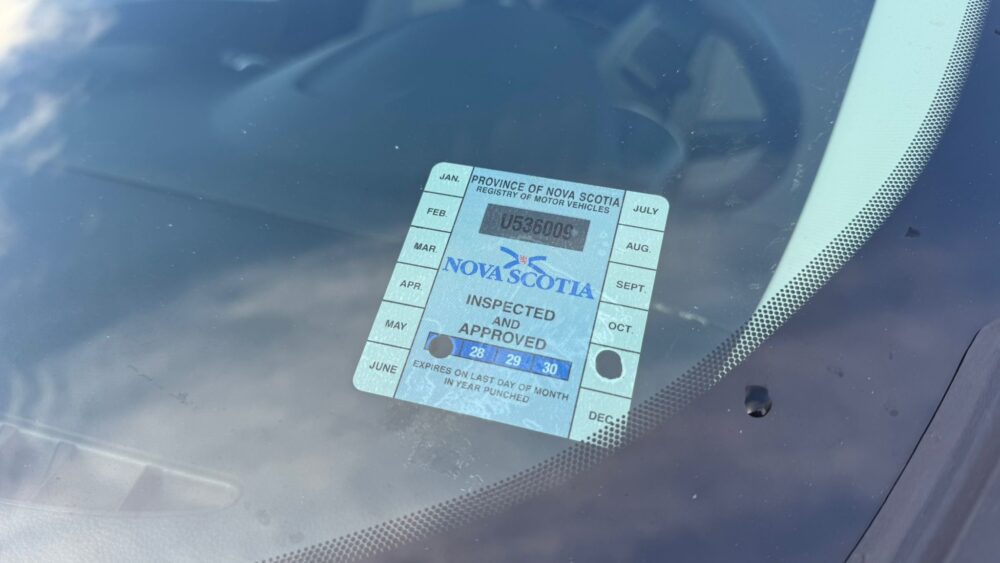 JAN.
FEB.
MAR.
APR.
MAY
JUNE
PROVINCE OF NOVA SCOTIA
REGISTRY OF MOTOR VEHICLES
U536009
NOVA SCOTIA
INSPECTED
AND
APPROVED
28 29 30
EXPIRES ON LAST DAY OF MONTH
IN YEAR PUNCHED
JULY
AUG.
SEPT.
OCT.
DEC.